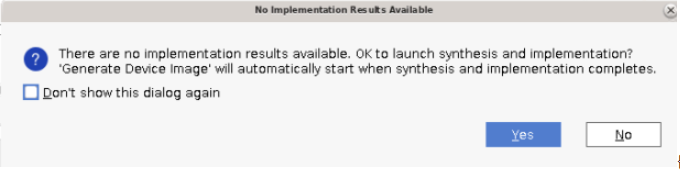 No Implementation Results Available
There are no implementation results available. OK to launch synthesis and implementation?
'Generate Device Image' will automatically start when synthesis and implementation completes.
Don't show this dialog again
Yes No